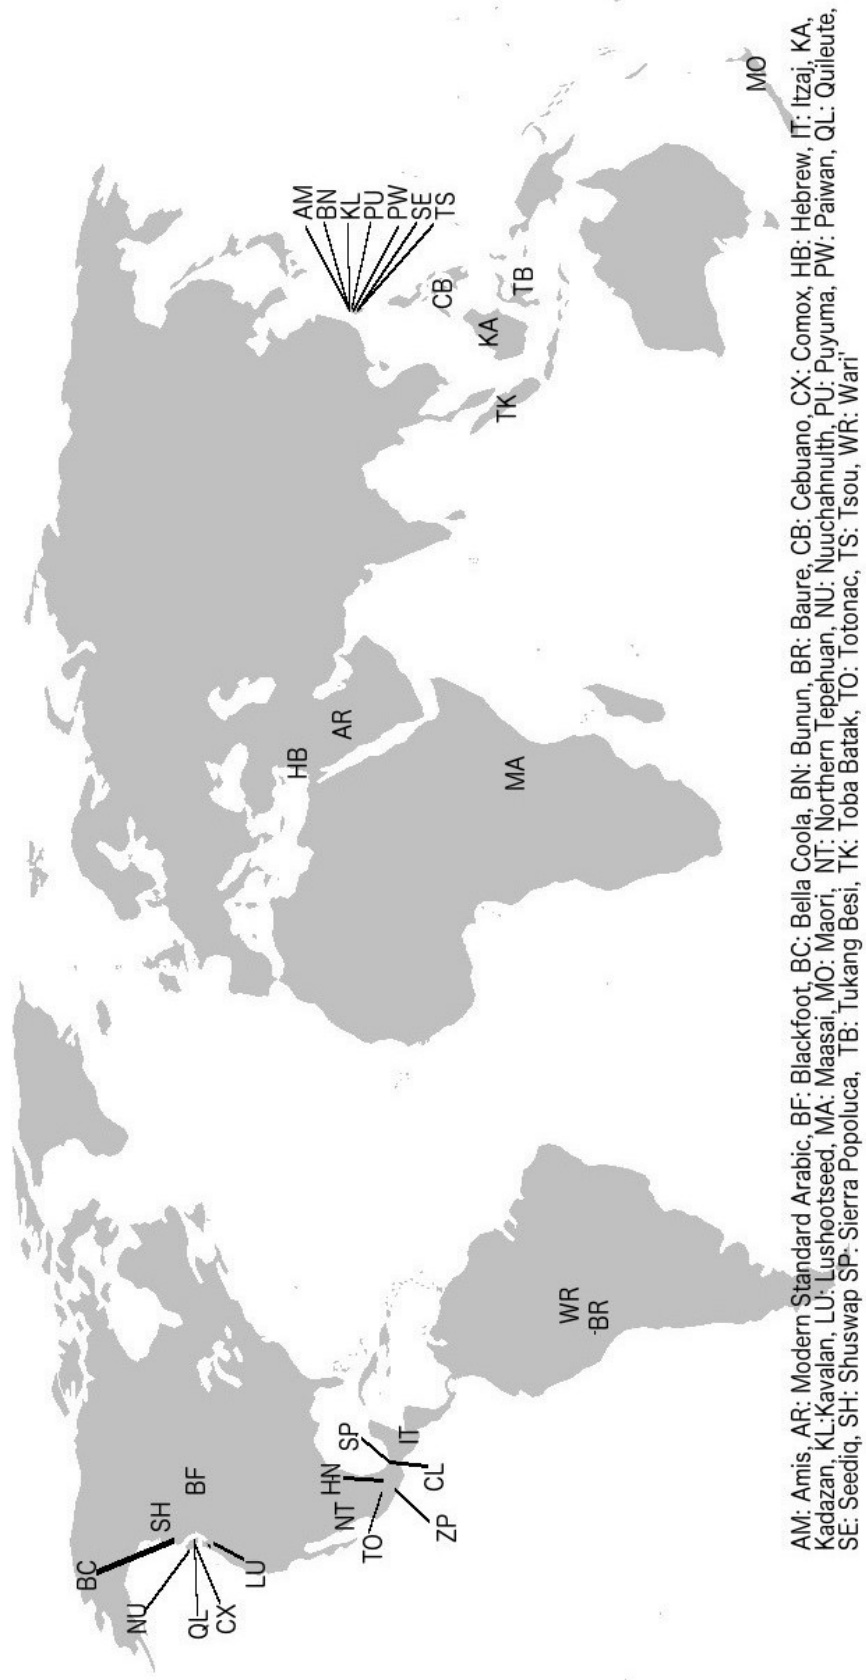 BC
SH
BF
NU
QL
CX
LU
HN
NT
SP
TO
IT
CL
ZP
WR
BR
HB
AR
MA
AM
BN
KL
PU
PW
SE
TS
CB
KA
TB
TK
MO
AM: Amis, AR: Modern Standard Arabic, BF: Blackfoot, BC: Bella Coola, BN: Bunun, BR: Baure, CB: Cebuano, CX: Comox, HB: Hebrew, IT: Itzaj, KA,
Kadazan, KL:Kavalan, LU: Lushootseed, MA: Maasai, MO: Maori, NT: Northern Tepehuan, NU: Nuuchahnulth, PU: Puyuma, PW: Paiwan, QL: Quileute,
SE: Seediq, SH: Shuswap SP: Sierra Popoluca, TB: Tukang Besi, TK: Toba Batak, TO: Totonac, TS: Tsou, WR: Wari'